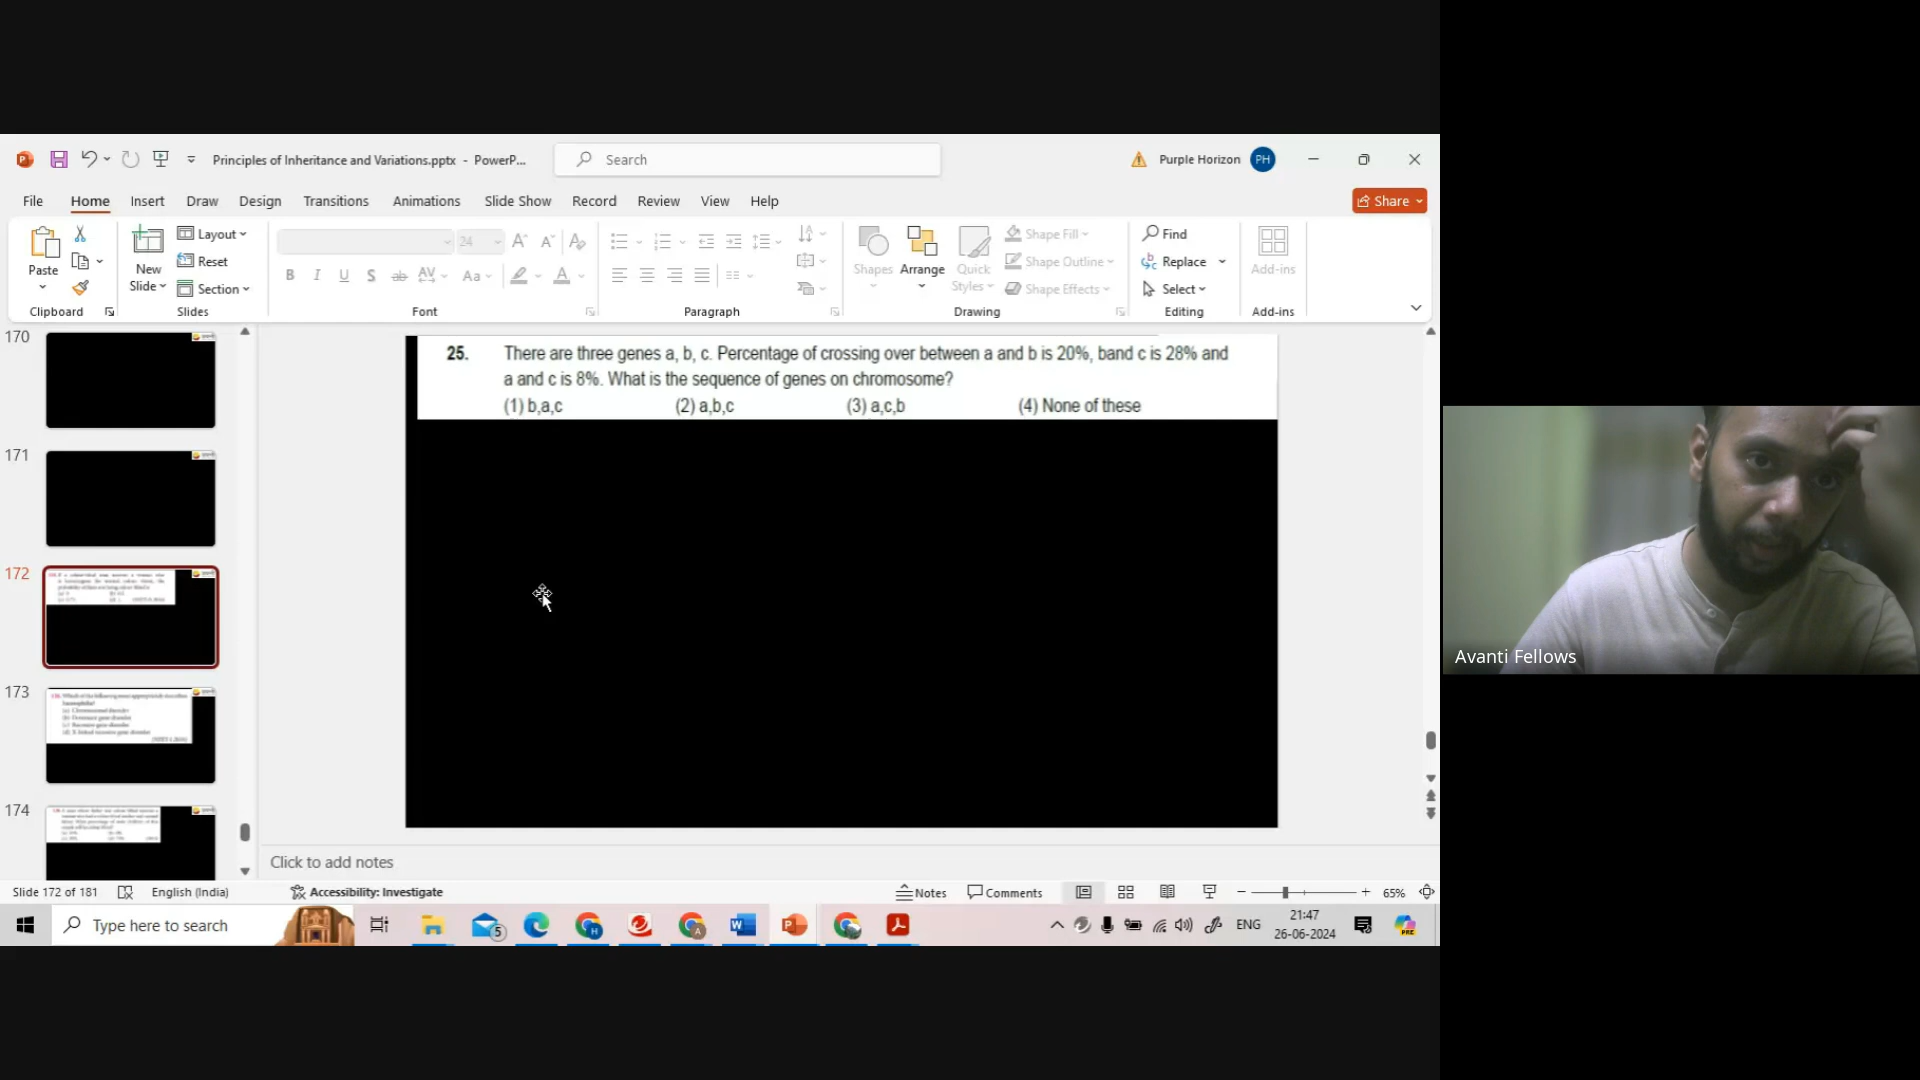 Principles of Inheritance and Variations.pptx - PowerP...
Search
Purple Horizon PH
File Home Insert Draw Design Transitions Animations Slide Show Record Review View Help
Share
Paste
New Slide
Layout
Reset
Section
24
B I U S ab AV Aa A
Shapes
Arrange
Quick Styles
Shape Fill
Shape Outline
Shape Effects
Find
Replace
Select
Add-ins
Clipboard Slides Font Paragraph Drawing Editing Add-ins
170
171
172
173
174
25. There are three genes a, b, c. Percentage of crossing over between a and b is 20%, band c is 28% and
a and c is 8%. What is the sequence of genes on chromosome?
(1) b,a,c (2) a,b,c (3) a,c,b (4) None of these
Avanti Fellows
Click to add notes
Slide 172 of 181 English (India) Accessibility: Investigate Notes Comments 65%
Type here to search
5
ENG
21:47
26-06-2024